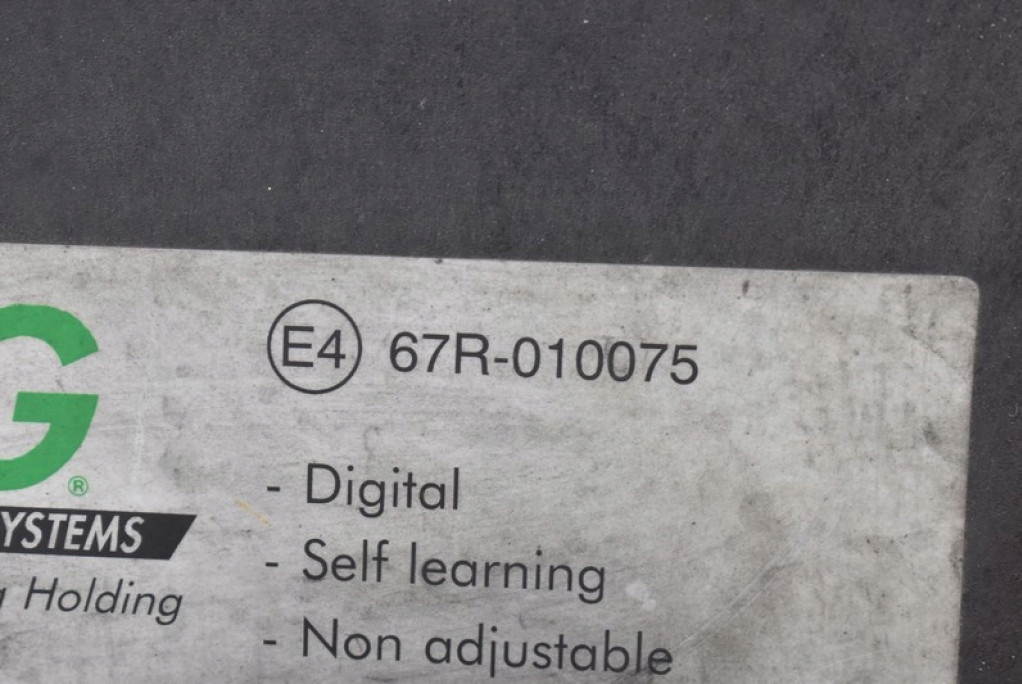 E4 67R-010075
G®
- Digital
YSTEMS
- Self learning
Holding
- Non adjustable